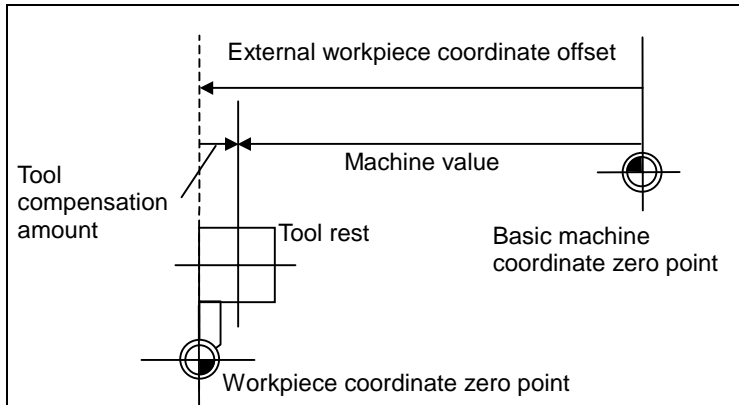 External workpiece coordinate offset
Machine value
Tool
compensation
amount
Tool rest
Basic machine
coordinate zero point
Workpiece coordinate zero point